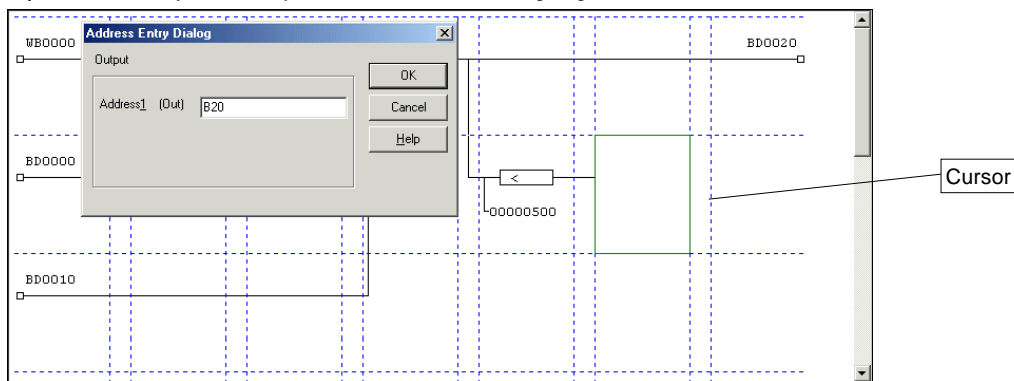 Address Entry Dialog
WB0000
BD0020
Output
OK
Address1 (Out) B20
Cancel
Help
BD0000
<
Cursor
00000500
BD0010